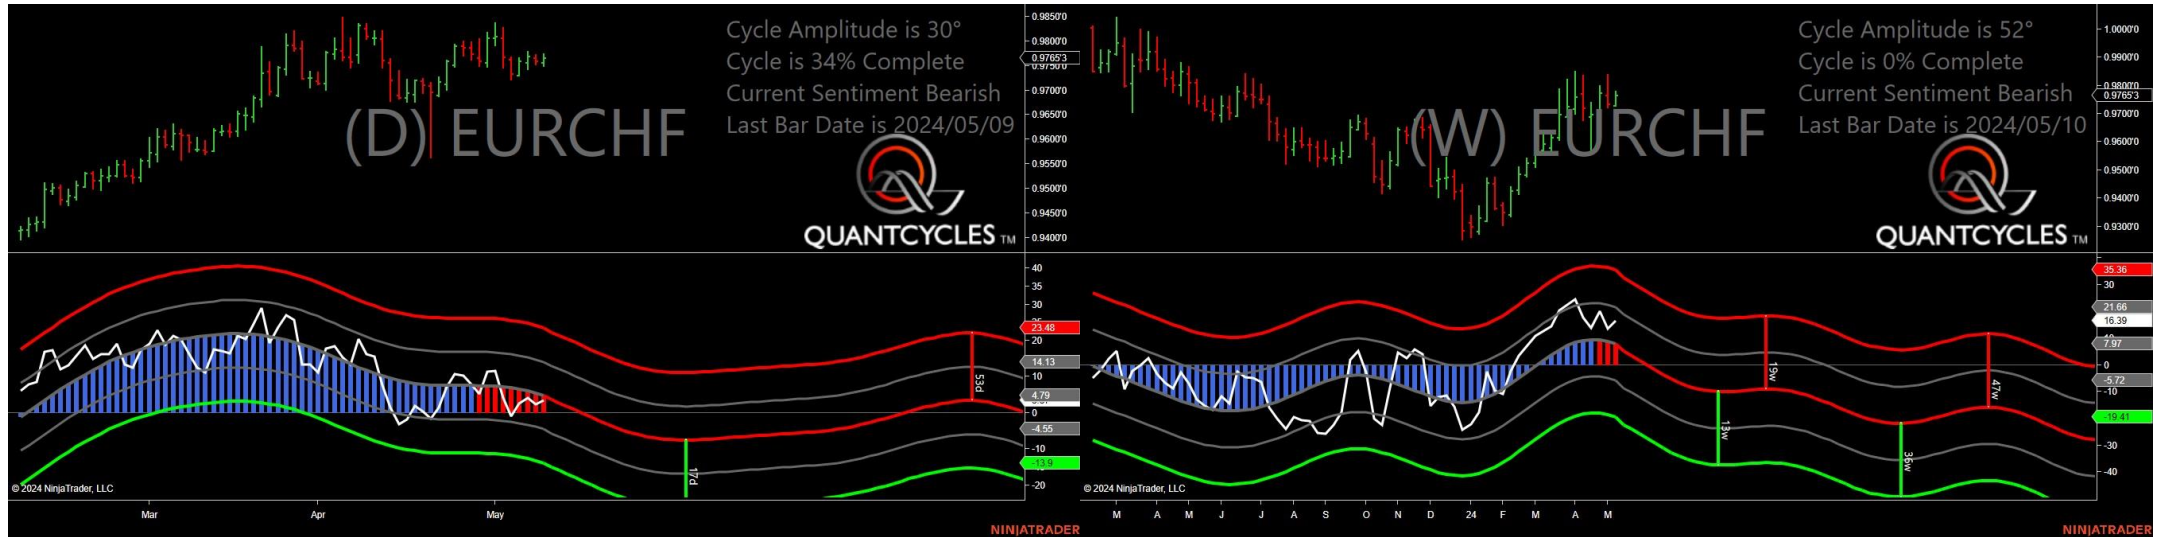 Cycle Amplitude is 30°
Cycle is 34% Complete
Current Sentiment Bearish
Last Bar Date is 2024/05/09
(D) EURCHF
QUANTCYCLES TM
0.9850'0
0.9800'0
0.9765'3
0.9750'0
0.9700'0
0.9650'0
0.9600'0
0.9550'0
0.9500'0
0.9450'0
0.9400'0
40
35
30
25
23.48
20
14.13
10
4.79
0
-4.55
-10
-13.9
-20
53d
17d
© 2024 NinjaTrader, LLC
Mar
Apr
May
NINJATRADER
Cycle Amplitude is 52°
Cycle is 0% Complete
Current Sentiment Bearish
Last Bar Date is 2024/05/10
(W) EURCHF
QUANTCYCLES TM
1.0000'0
0.9900'0
0.9800'0
0.9765'3
0.9700'0
0.9600'0
0.9500'0
0.9400'0
0.9300'0
35.36
30
21.66
16.39
7.97
0
-5.72
-10
-19.41
-30
-40
19w
47w
13w
36w
© 2024 NinjaTrader, LLC
M
A
M
J
J
A
S
O
N
D
24
F
M
A
M
NINJATRADER